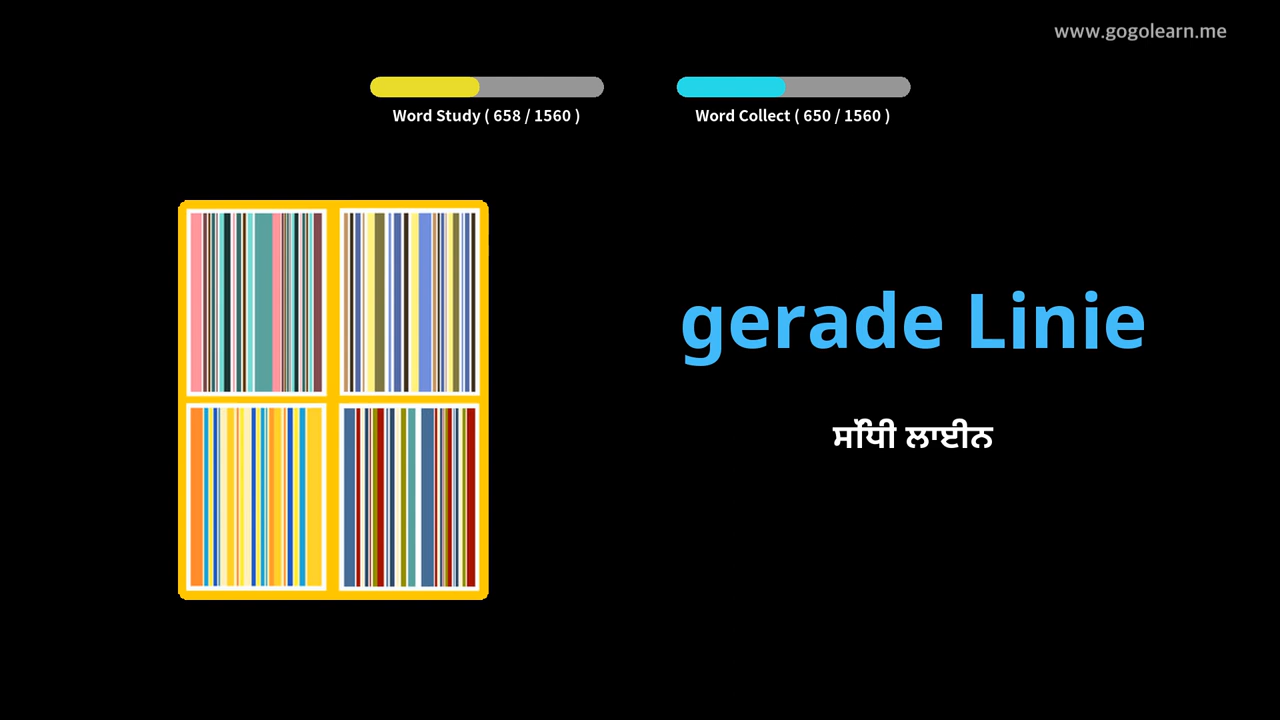 www.gogolearn.me
Word Study ( 658 / 1560 )
Word Collect ( 650 / 1560 )
gerade Linie
ਸਿੱਧੀ ਲਾਈਨ